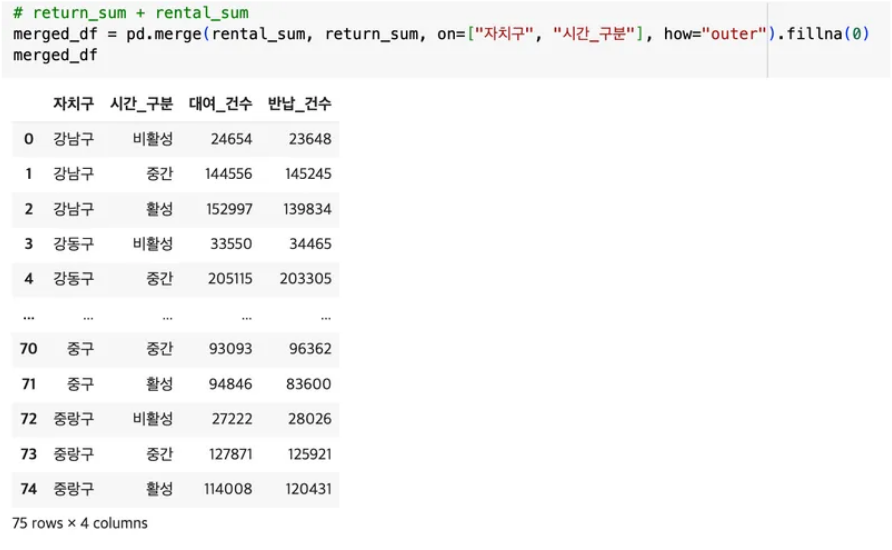 # return_sum + rental_sum
merged_df = pd.merge(rental_sum, return_sum, on=["자치구", "시간_구분"], how="outer").fillna(0)
merged_df
자치구 시간_구분 대여_건수 반납_건수
0 강남구 비활성 24654 23648
1 강남구 중간 144556 145245
2 강남구 활성 152997 139834
3 강동구 비활성 33550 34465
4 강동구 중간 205115 203305
... ... ... ... ...
70 중구 중간 93093 96362
71 중구 활성 94846 83600
72 중랑구 비활성 27222 28026
73 중랑구 중간 127871 125921
74 중랑구 활성 114008 120431
75 rows × 4 columns